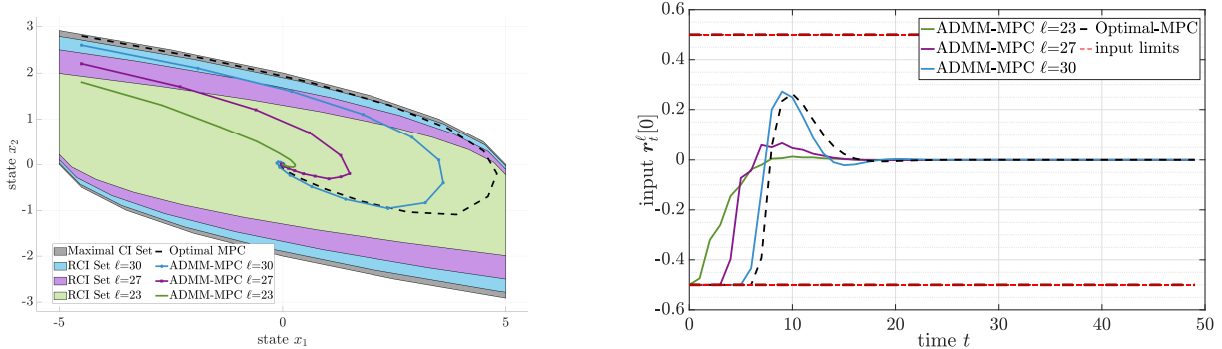 3
2
1
0
-1
-2
-3
state x₂
Maximal CI Set
Optimal MPC
RCI Set ℓ=30
ADMM-MPC ℓ=30
RCI Set ℓ=27
ADMM-MPC ℓ=27
RCI Set ℓ=23
ADMM-MPC ℓ=23
-5
0
5
state x₁
0.6
0.4
0.2
0
-0.2
-0.4
-0.6
input rₜ^ℓ[0]
ADMM-MPC ℓ=23
Optimal-MPC
ADMM-MPC ℓ=27
input limits
ADMM-MPC ℓ=30
0
10
20
30
40
50
time t